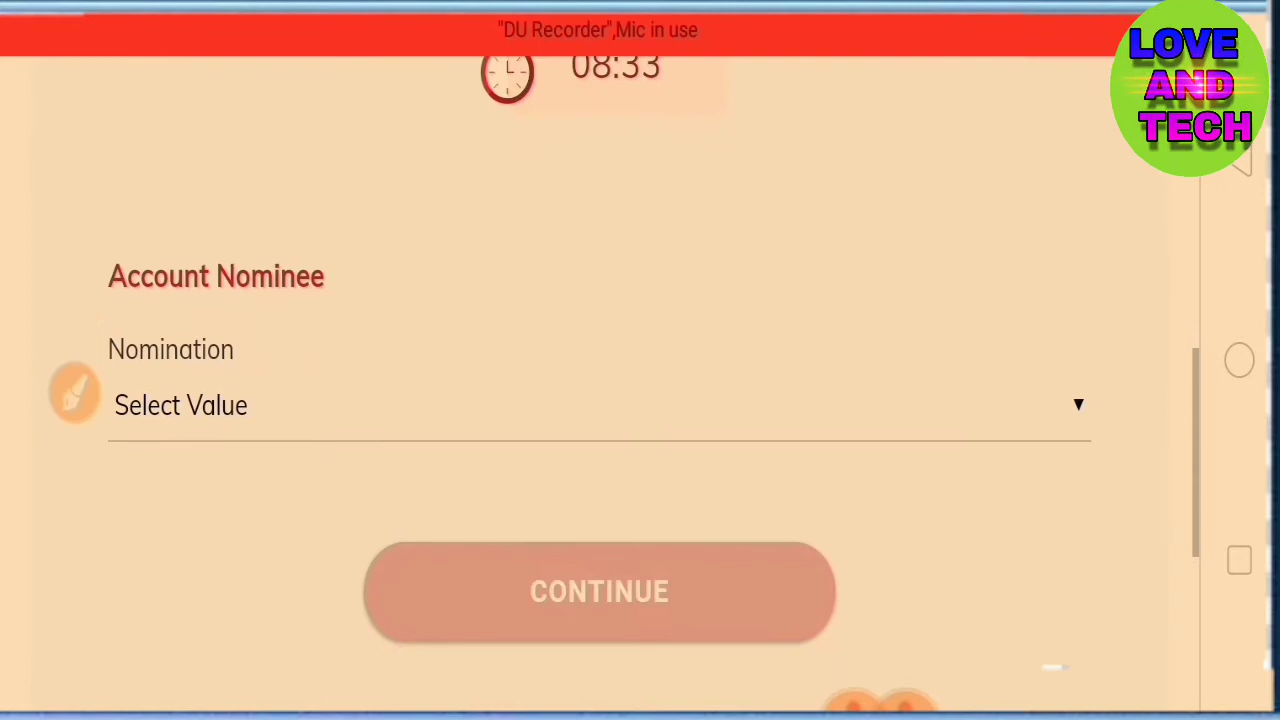 "DU Recorder",Mic in use
08:33
LOVE
AND
TECH
Account Nominee
Nomination
Select Value
CONTINUE